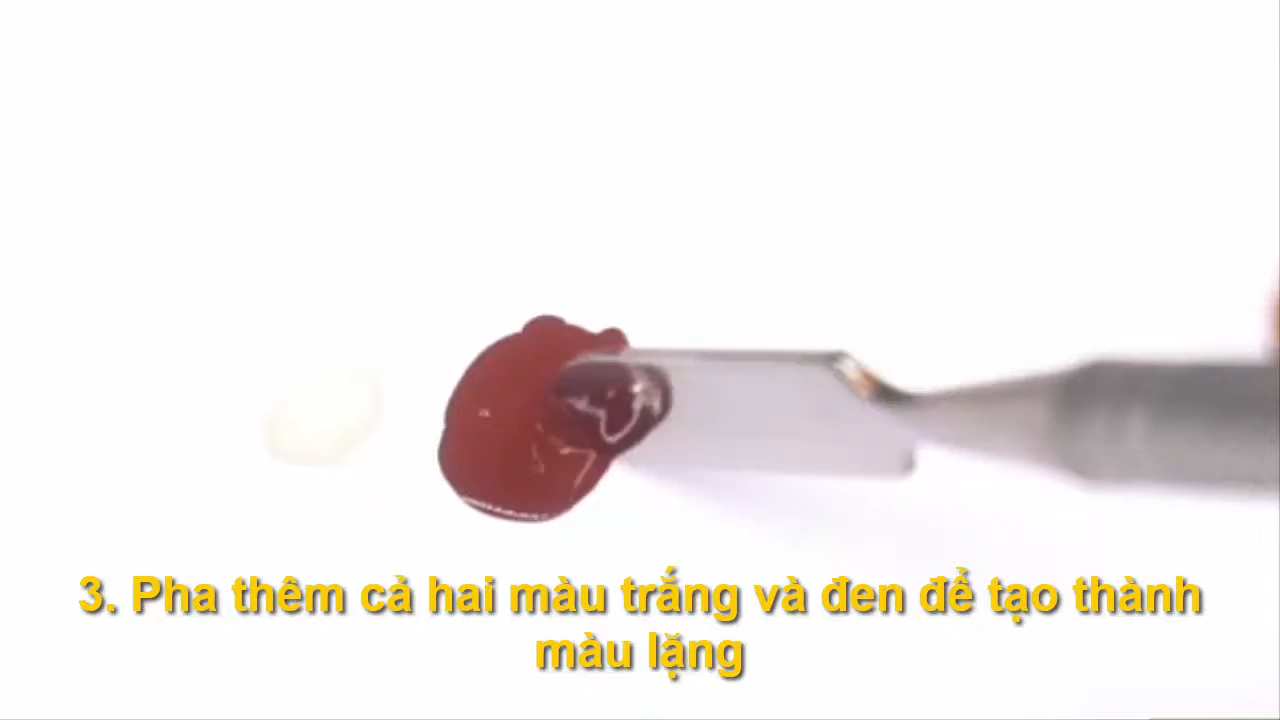 3. Pha thêm cả hai màu trắng và đen để tạo thành
màu lặng